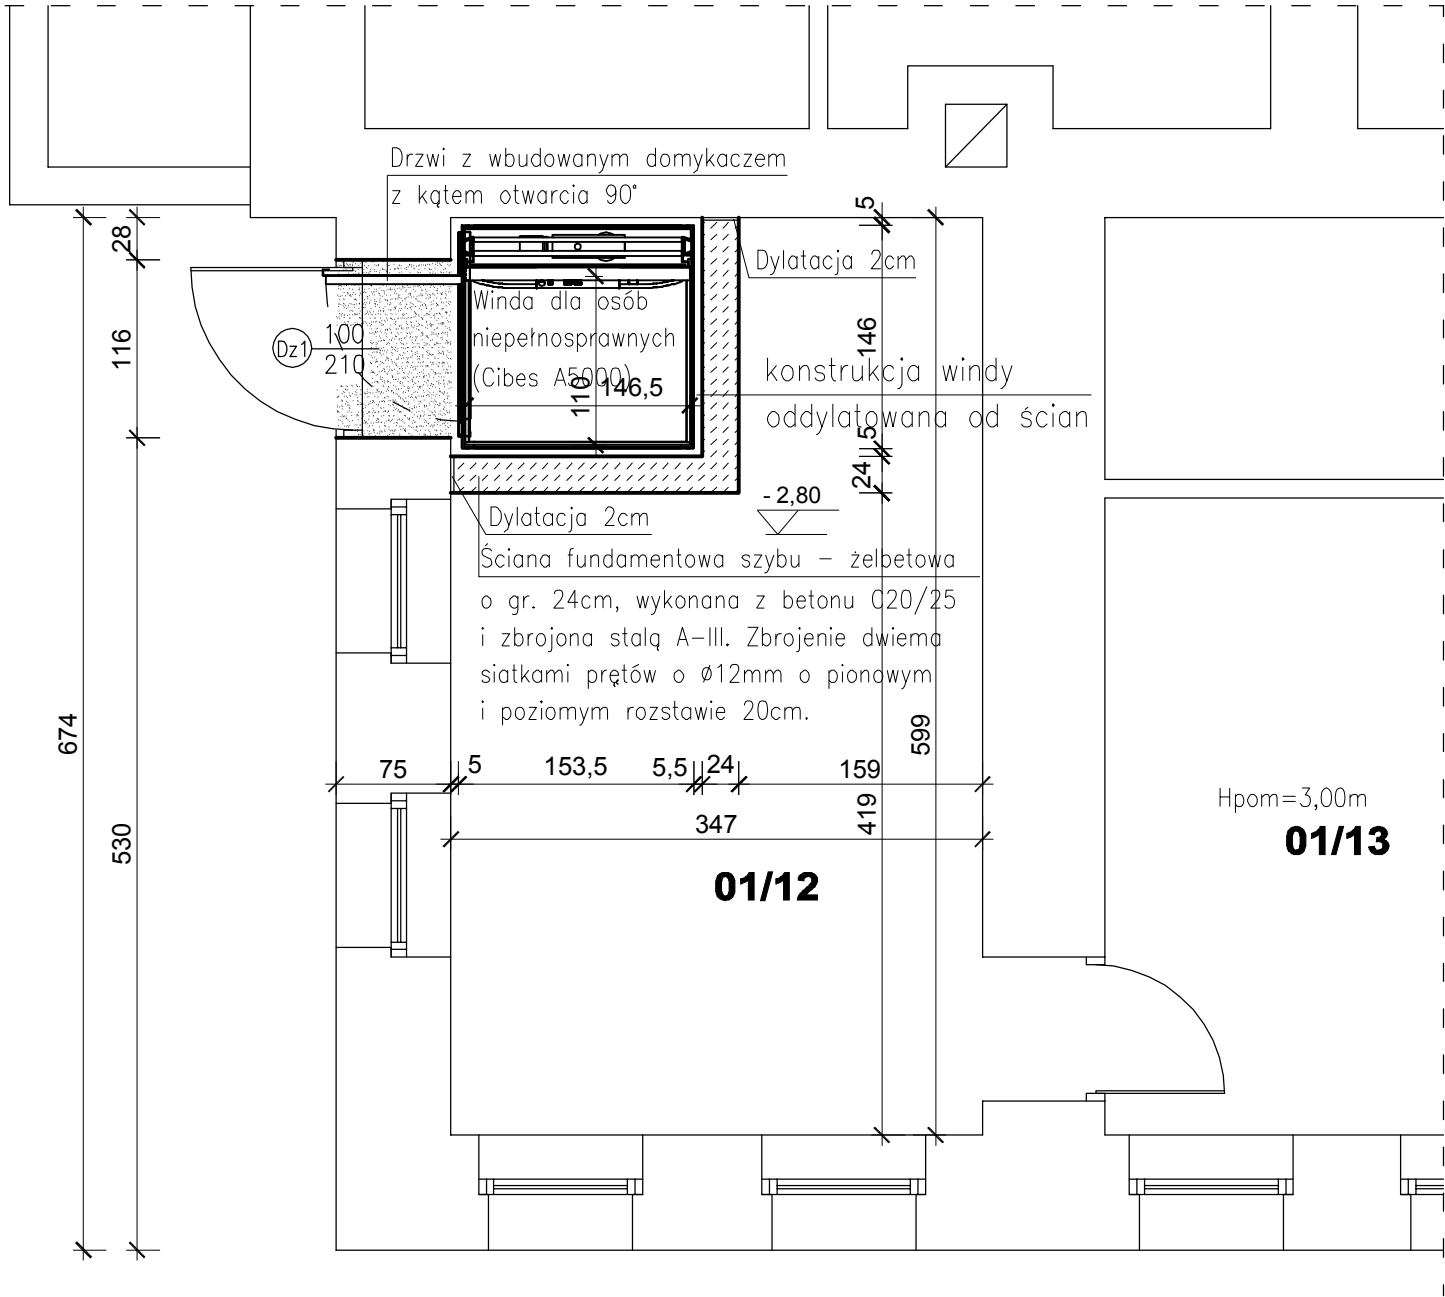 Drzwi z wbudowanym domykaczem
z kątem otwarcia 90°
5
28
Dylatacja 2cm
Winda dla osób
niepełnosprawnych
(Cibes A5000)
116
Dz1
100
210
146
110
146,5
konstrukcja windy
oddylatowana od ścian
5
24
-2,80
Dylatacja 2cm
Ściana fundamentowa szybu – żelbetowa
o gr. 24cm, wykonana z betonu C20/25
i zbrojona stalą A-III. Zbrojenie dwiema
siatkami prętów o ø12mm o pionowym
i poziomym rozstawie 20cm.
674
599
75
5
153,5
5,5
24
159
530
347
419
Hpom=3,00m
01/13
01/12